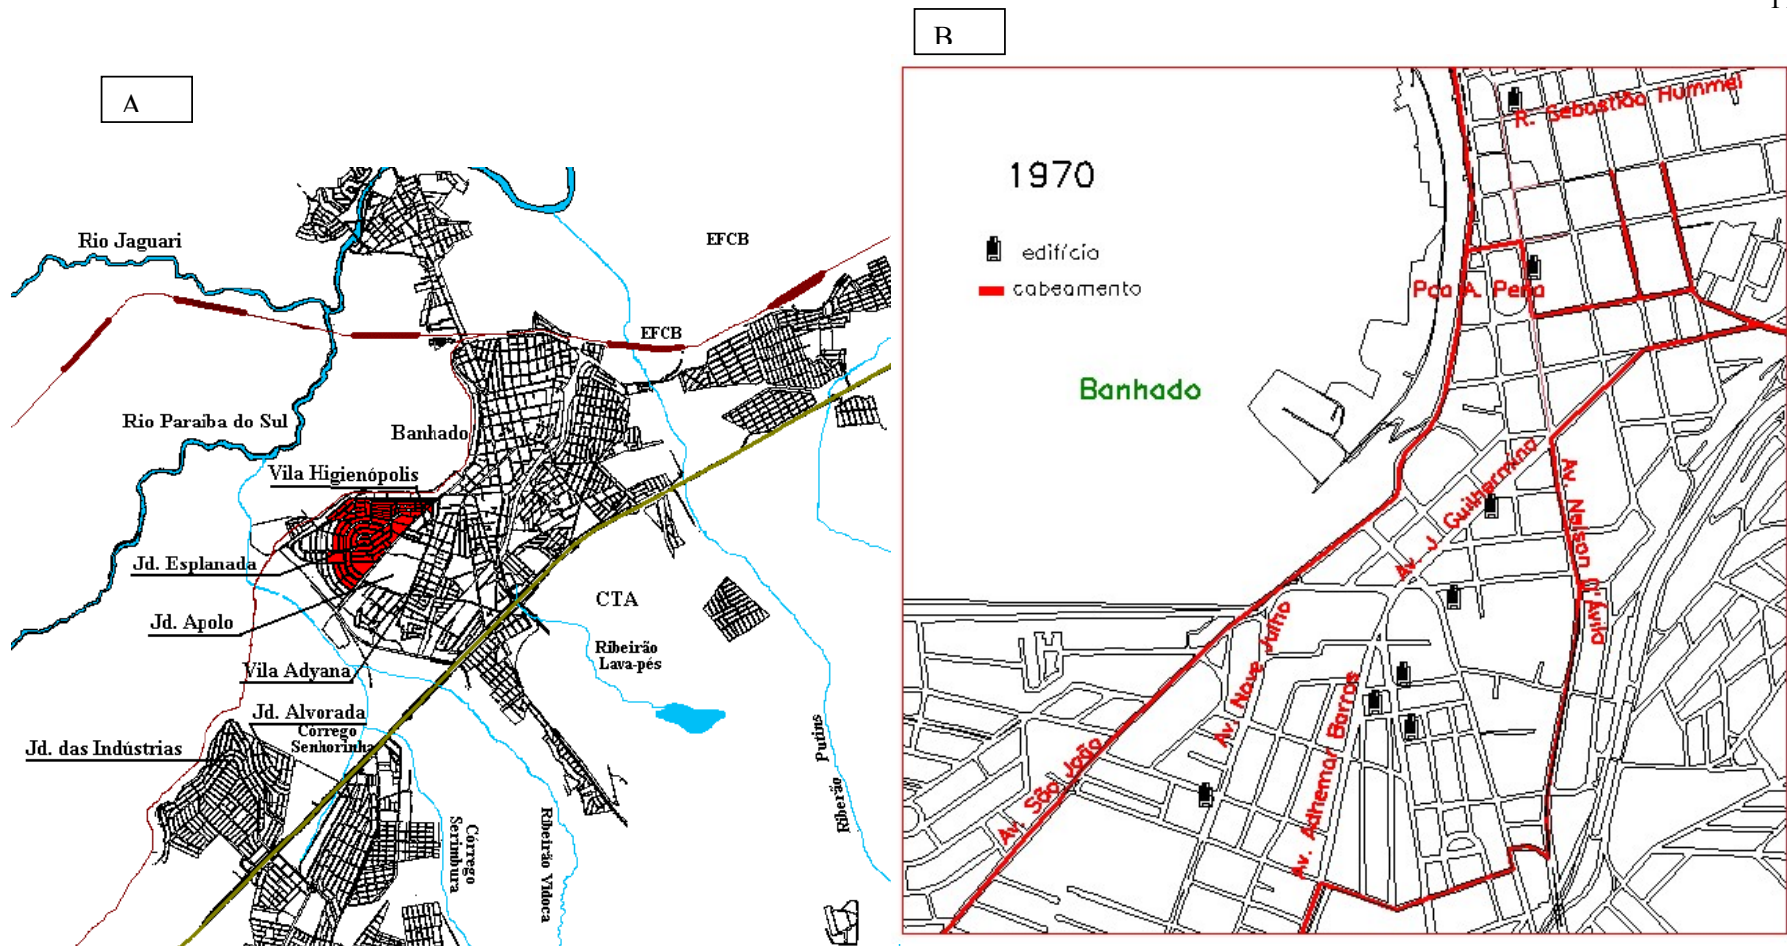 A
Rio Jaguari
EFCB
EFCB
Rio Paraiba do Sul
Banhado
Vila Higienópolis
Jd. Esplanada
CTA
Jd. Apolo
Ribeirão
Lava-pés
Vila Adyana
Jd. Alvorada
Córrego
Senhorinha
Jd. das Indústrias
Córrego
Serimbura
Ribeirão Vidoca
Ribeirão Putins
B
R. Sebastião Hummel
1970
edifício
cabeamento
Pca A. Pena
Banhado
Av. J. Guilhermino
Av. Nelson D'Ávila
Av. Nove Julho
Av. São João
Av. Adhemar Barros